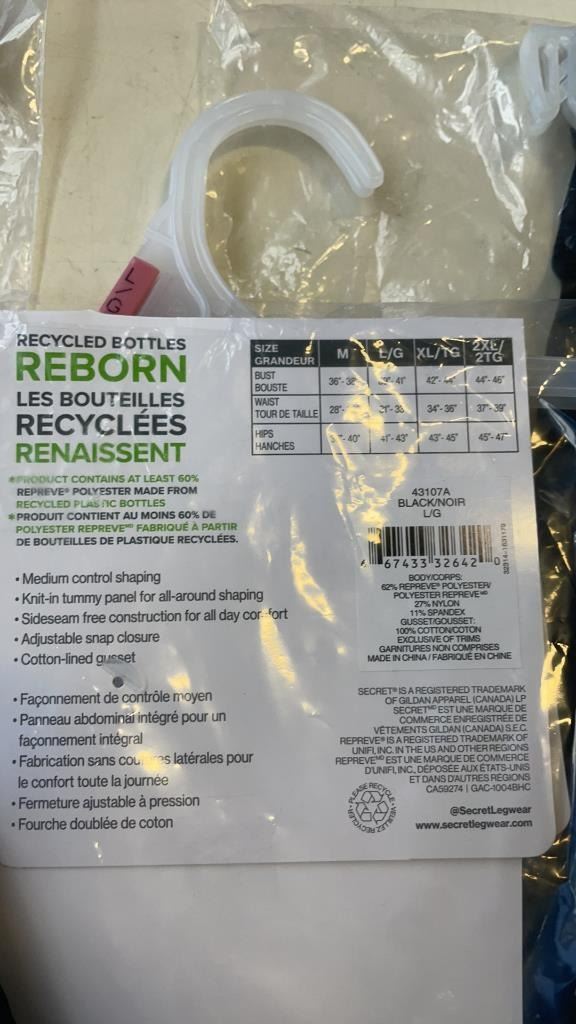 L/G
RECYCLED BOTTLES
REBORN
LES BOUTEILLES
RECYCLÉES
RENAISSENT
*PRODUCT CONTAINS AT LEAST 60%
REPREVE® POLYESTER MADE FROM
RECYCLED PLASTIC BOTTLES
*PRODUIT CONTIENT AU MOINS 60% DE
POLYESTER REPREVE MD FABRIQUÉ À PARTIR
DE BOUTEILLES DE PLASTIQUE RECYCLÉES.
SIZE GRANDEUR M L/G XL/TG 2XL/2TG
BUST BOUSTE 36"- 41" 42"- 44"- 46"
WAIST TOUR DE TAILLE 28"- 34"-36" 37"-39"
HIPS HANCHES 40" 41"-43" 43"-45" 45"-47"
43107A
BLACK/NOIR
L/G
67433 32642 0
BODY/CORPS:
62% REPREVE® POLYESTER/
POLYESTER REPREVE MD
27% NYLON
11% SPANDEX
GUSSET/GOUSSET:
100% COTTON/COTON
EXCLUSIVE OF TRIMS
GARNITURES NON COMPRISES
MADE IN CHINA / FABRIQUÉ EN CHINE
• Medium control shaping
• Knit-in tummy panel for all-around shaping
• Sideseam free construction for all day comfort
• Adjustable snap closure
• Cotton-lined gusset
• Façonnement de contrôle moyen
• Panneau abdominal intégré pour un
façonnement intégral
• Fabrication sans coutures latérales pour
le confort toute la journée
• Fermeture ajustable à pression
• Fourche doublée de coton
SECRET® IS A REGISTERED TRADEMARK
OF GILDAN APPAREL (CANADA) LP
SECRET MD EST UNE MARQUE DE
COMMERCE ENREGISTRÉE DE
VÊTEMENTS GILDAN (CANADA) S.E.C.
REPREVE® IS A REGISTERED TRADEMARK OF
UNIFI, INC. IN THE US AND OTHER REGIONS
REPREVE MD EST UNE MARQUE DE COMMERCE
D'UNIFI, INC., DÉPOSÉE AUX ÉTATS-UNIS
ET DANS D'AUTRES RÉGIONS
CA59274 | GAC-1004BHC
PLEASE RECYCLE • VEUILLEZ RECYCLER •
@SecretLegwear
www.secretlegwear.com